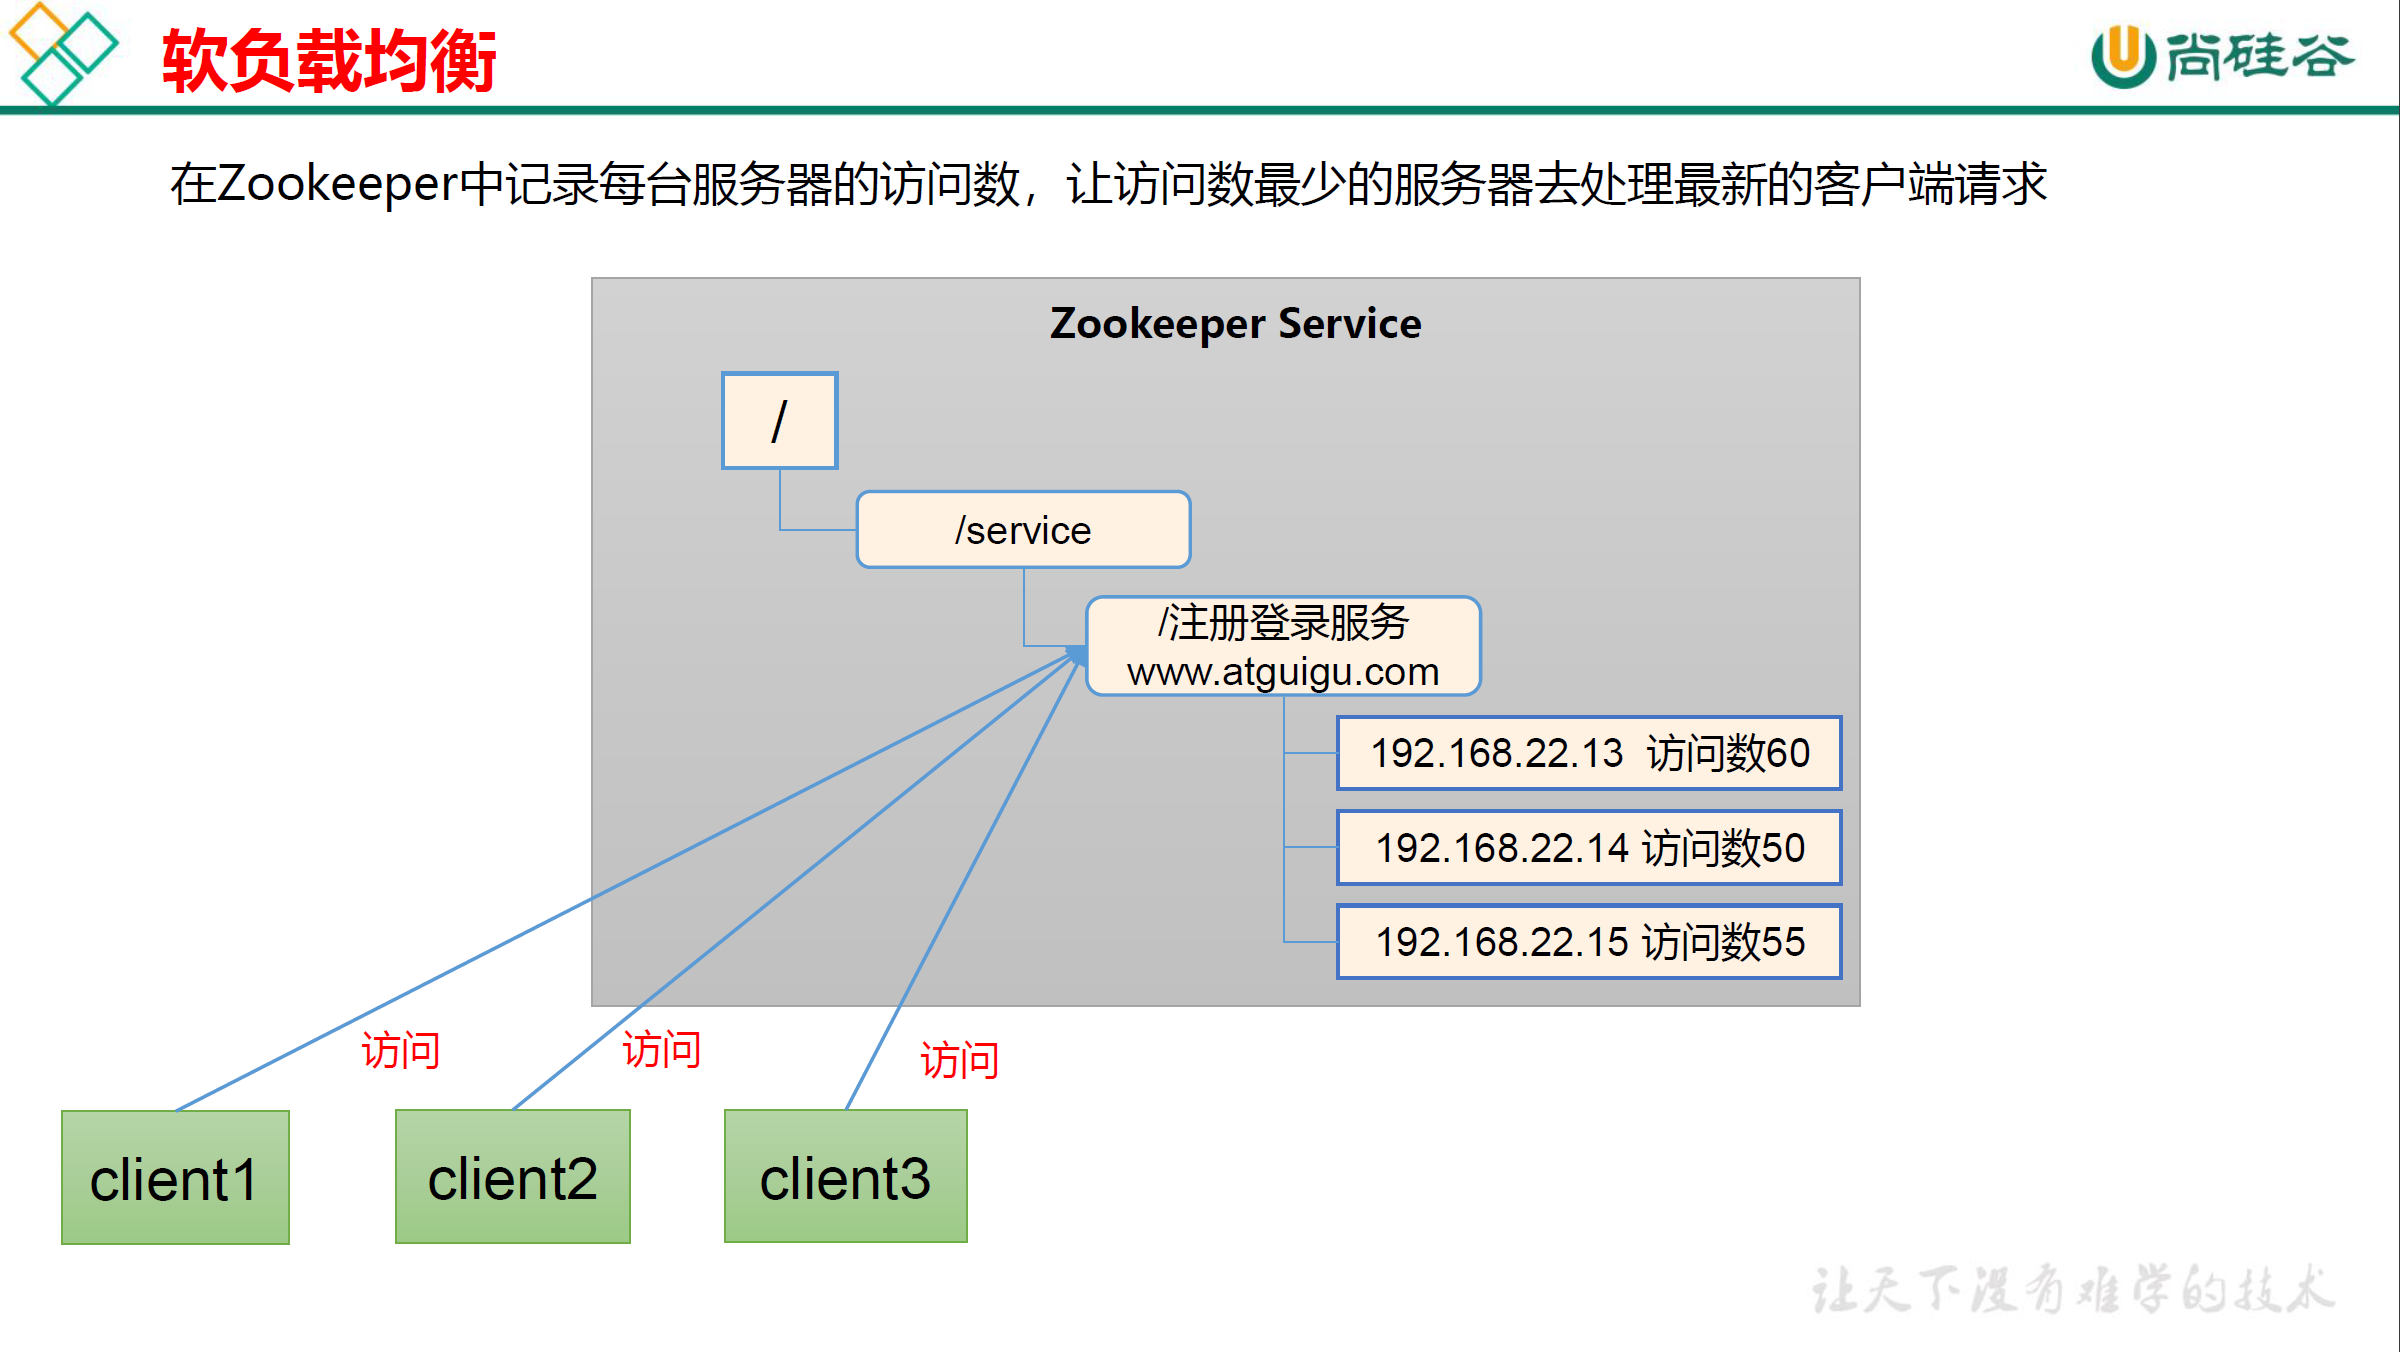 软负载均衡
尚硅谷
在Zookeeper中记录每台服务器的访问数，让访问数最少的服务器去处理最新的客户端请求
Zookeeper Service
/
/service
/注册登录服务
www.atguigu.com
192.168.22.13 访问数60
192.168.22.14 访问数50
192.168.22.15 访问数55
访问
访问
访问
client1
client2
client3
让天下没有难学的技术